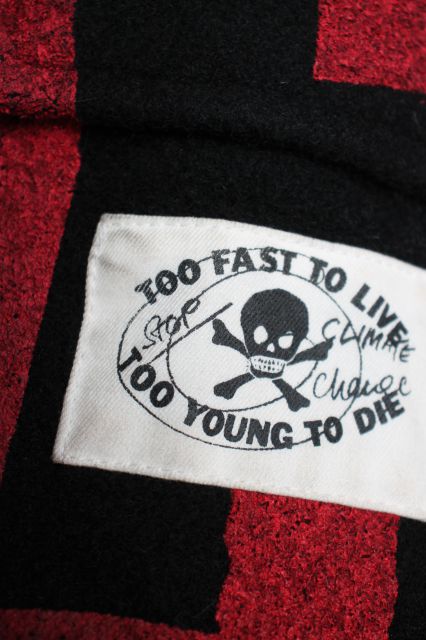 TOO FAST TO LIVE
STOP
CLIMATE
Change
TOO YOUNG TO DIE